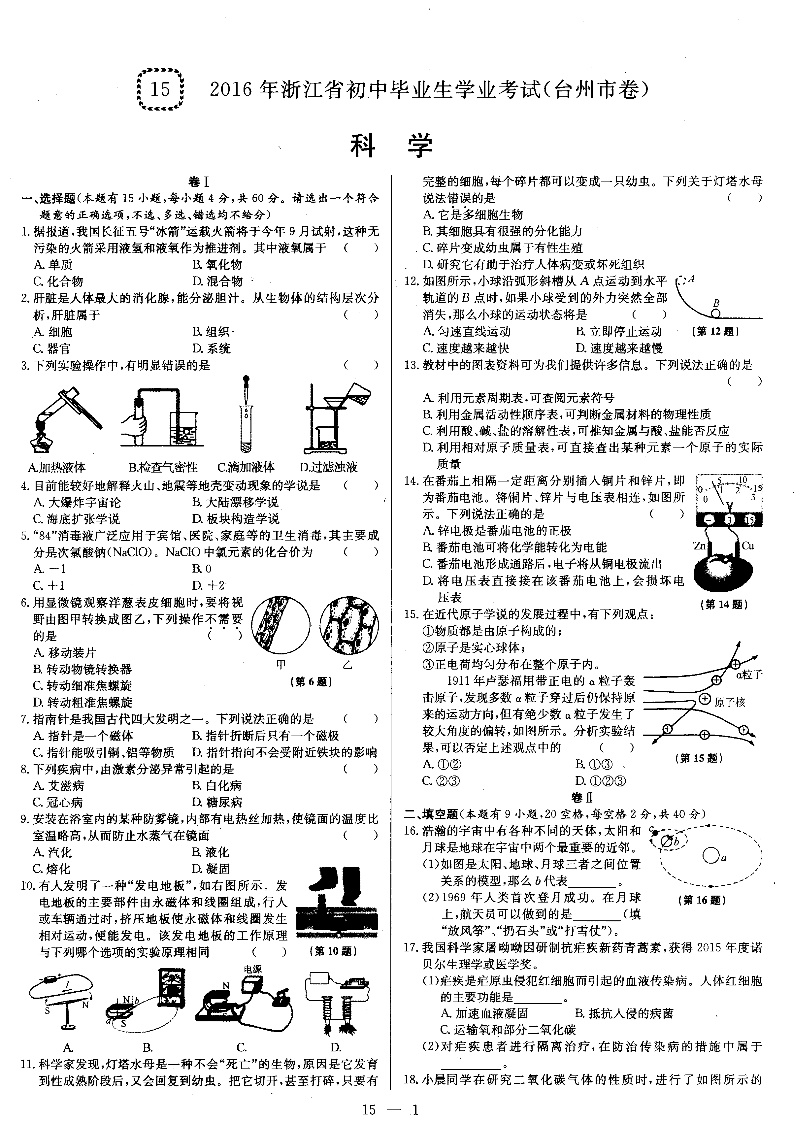 15
2016年浙江省初中毕业生学业考试(台州市卷)
科 学
卷Ⅰ
一、选择题(本题有15小题,每小题4分,共60分。请选出一个符合
题意的正确选项,不选、多选、错选均不给分)
1.据报道,我国长征五号“冰箭”运载火箭将于今年9月试射,这种无
污染的火箭采用液氢和液氧作为推进剂。其中液氧属于 ( )
A.单质 B.氧化物
C.化合物 D.混合物
2.肝脏是人体最大的消化腺,能分泌胆汁。从生物体的结构层次分
析,肝脏属于 ( )
A.细胞 B.组织
C.器官 D.系统
3.下列实验操作中,有明显错误的是 ( )
A.加热液体 B.检查气密性 C.滴加液体 D.过滤浊液
4.目前能较好地解释火山、地震等地壳变动现象的学说是 ( )
A.大爆炸宇宙论 B.大陆漂移学说
C.海底扩张学说 D.板块构造学说
5.“84”消毒液广泛应用于宾馆、医院、家庭等的卫生消毒,其主要成
分是次氯酸钠(NaClO)。NaClO中氯元素的化合价为 ( )
A.-1 B.0
C.+1 D.+2
6.用显微镜观察洋葱表皮细胞时,要将视
野由图甲转换成图乙,下列操作不需要
的是 ( )
A.移动装片
B.转动物镜转换器
C.转动细准焦螺旋
D.转动粗准焦螺旋
甲 乙
(第6题)
7.指南针是我国古代四大发明之一。下列说法正确的是 ( )
A.指针是一个磁体 B.指针折断后只有一个磁极
C.指针能吸引铜、铝等物质 D.指针指向不会受附近铁块的影响
8.下列疾病中,由激素分泌异常引起的是 ( )
A.艾滋病 B.白化病
C.冠心病 D.糖尿病
9.安装在浴室内的某种防雾镜,内部有电热丝加热,使镜面的温度比
室温略高,从而防止水蒸气在镜面 ( )
A.汽化 B.液化
C.熔化 D.凝固
10.有人发明了一种“发电地板”,如右图所示。发
电地板的主要部件由永磁体和线圈组成,行人
或车辆通过时,挤压地板使永磁体和线圈发生
相对运动,便能发电。该发电地板的工作原理
与下列哪个选项的实验原理相同 ( )
(第10题)
I S N
N b a S
N 电源
A. B. C. D.
11.科学家发现,灯塔水母是一种不会“死亡”的生物,原因是它发育
到性成熟阶段后,又会回复到幼虫。把它切开,甚至打碎,只要有
完整的细胞,每个碎片都可以变成一只幼虫。下列关于灯塔水母
说法错误的是 ( )
A.它是多细胞生物
B.其细胞具有很强的分化能力
C.碎片变成幼虫属于有性生殖
D.研究它有助于治疗人体病变或坏死组织
12.如图所示,小球沿弧形斜槽从A点运动到水平
轨道的B点时,如果小球受到的外力突然全部
消失,那么小球的运动状态将是 ( )
A.匀速直线运动 B.立即停止运动
C.速度越来越快 D.速度越来越慢
A
B
(第12题)
13.教材中的图表资料可为我们提供许多信息。下列说法正确的是
( )
A.利用元素周期表,可查阅元素符号
B.利用金属活动性顺序表,可判断金属材料的物理性质
C.利用酸、碱、盐的溶解性表,可推知金属与酸、盐能否反应
D.利用相对原子质量表,可直接查出某种元素一个原子的实际
质量
14.在番茄上相隔一定距离分别插入铜片和锌片,即
为番茄电池。将铜片、锌片与电压表相连,如图所
示。下列说法正确的是 ( )
A.锌电极是番茄电池的正极
B.番茄电池可将化学能转化为电能
C.番茄电池形成通路后,电子将从铜电极流出
D.将电压表直接接在该番茄电池上,会损坏电
压表
0 5 10 15
0 1 2 3
V
- 3 15
Zn Cu
(第14题)
15.在近代原子学说的发展过程中,有下列观点:
①物质都是由原子构成的;
②原子是实心球体;
③正电荷均匀分布在整个原子内。
1911年卢瑟福用带正电的α粒子轰
击原子,发现多数α粒子穿过后仍保持原
来的运动方向,但有绝少数α粒子发生了
较大角度的偏转,如图所示。分析实验结
果,可以否定上述观点中的 ( )
A.①② B.①③
C.②③ D.①②③
α粒子
原子核
(第15题)
卷Ⅱ
二、填空题(本题有9小题,20空格,每空格2分,共40分)
16.浩瀚的宇宙中有各种不同的天体,太阳和
月球是地球在宇宙中两个最重要的近邻。
(1)如图是太阳、地球、月球三者之间位置
关系的模型,那么b代表________。
(2)1969年人类首次登月成功。在月球
上,航天员可以做到的是________(填
“放风筝”、“扔石头”或“打雪仗”)。
b
a
(第16题)
17.我国科学家屠呦呦因研制抗疟疾新药青蒿素,获得2015年度诺
贝尔生理学或医学奖。
(1)疟疾是疟原虫侵犯红细胞而引起的血液传染病。人体红细胞
的主要功能是________。
A.加速血液凝固 B.抵抗入侵的病菌
C.运输氧和部分二氧化碳
(2)对疟疾患者进行隔离治疗,在防治传染病的措施中属于
________。
18.小晨同学在研究二氧化碳气体的性质时,进行了如图所示的
15 — 1